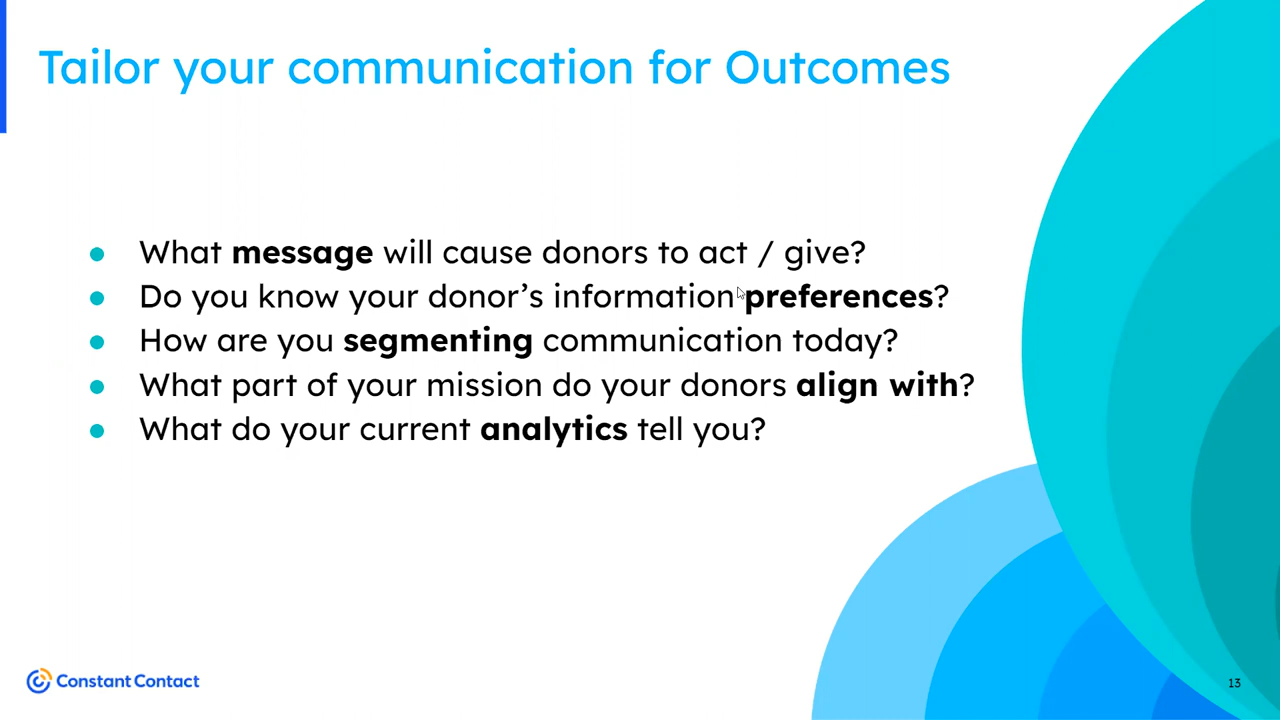 Tailor your communication for Outcomes
● What message will cause donors to act / give?
● Do you know your donor’s information preferences?
● How are you segmenting communication today?
● What part of your mission do your donors align with?
● What do your current analytics tell you?
Constant Contact
13